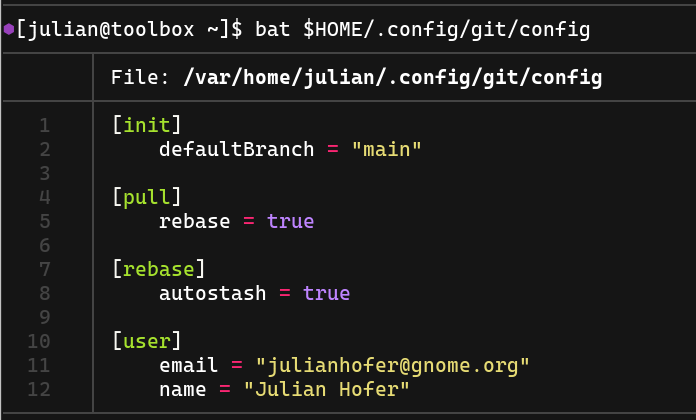 [julian@toolbox ~]$ bat $HOME/.config/git/config
File: /var/home/julian/.config/git/config
1 [init]
2 defaultBranch = "main"
3
4 [pull]
5 rebase = true
6
7 [rebase]
8 autostash = true
9
10 [user]
11 email = "julianhofer@gnome.org"
12 name = "Julian Hofer"